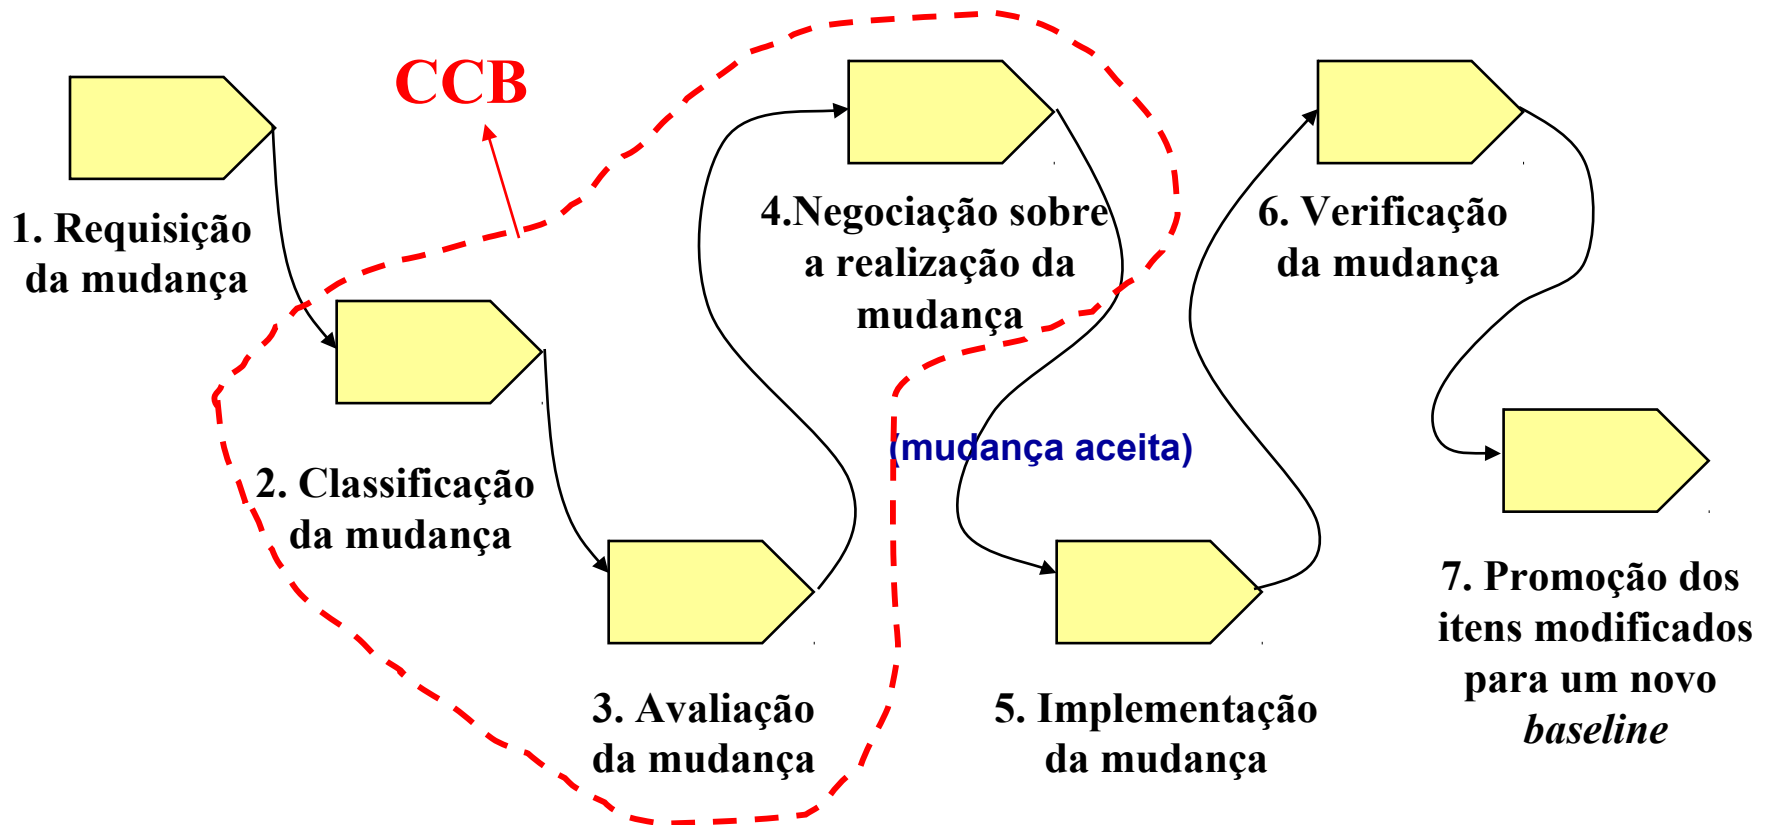 CCB
1. Requisição
da mudança
2. Classificação
da mudança
3. Avaliação
da mudança
4.Negociação sobre
a realização da
mudança
(mudança aceita)
5. Implementação
da mudança
6. Verificação
da mudança
7. Promoção dos
itens modificados
para um novo
baseline